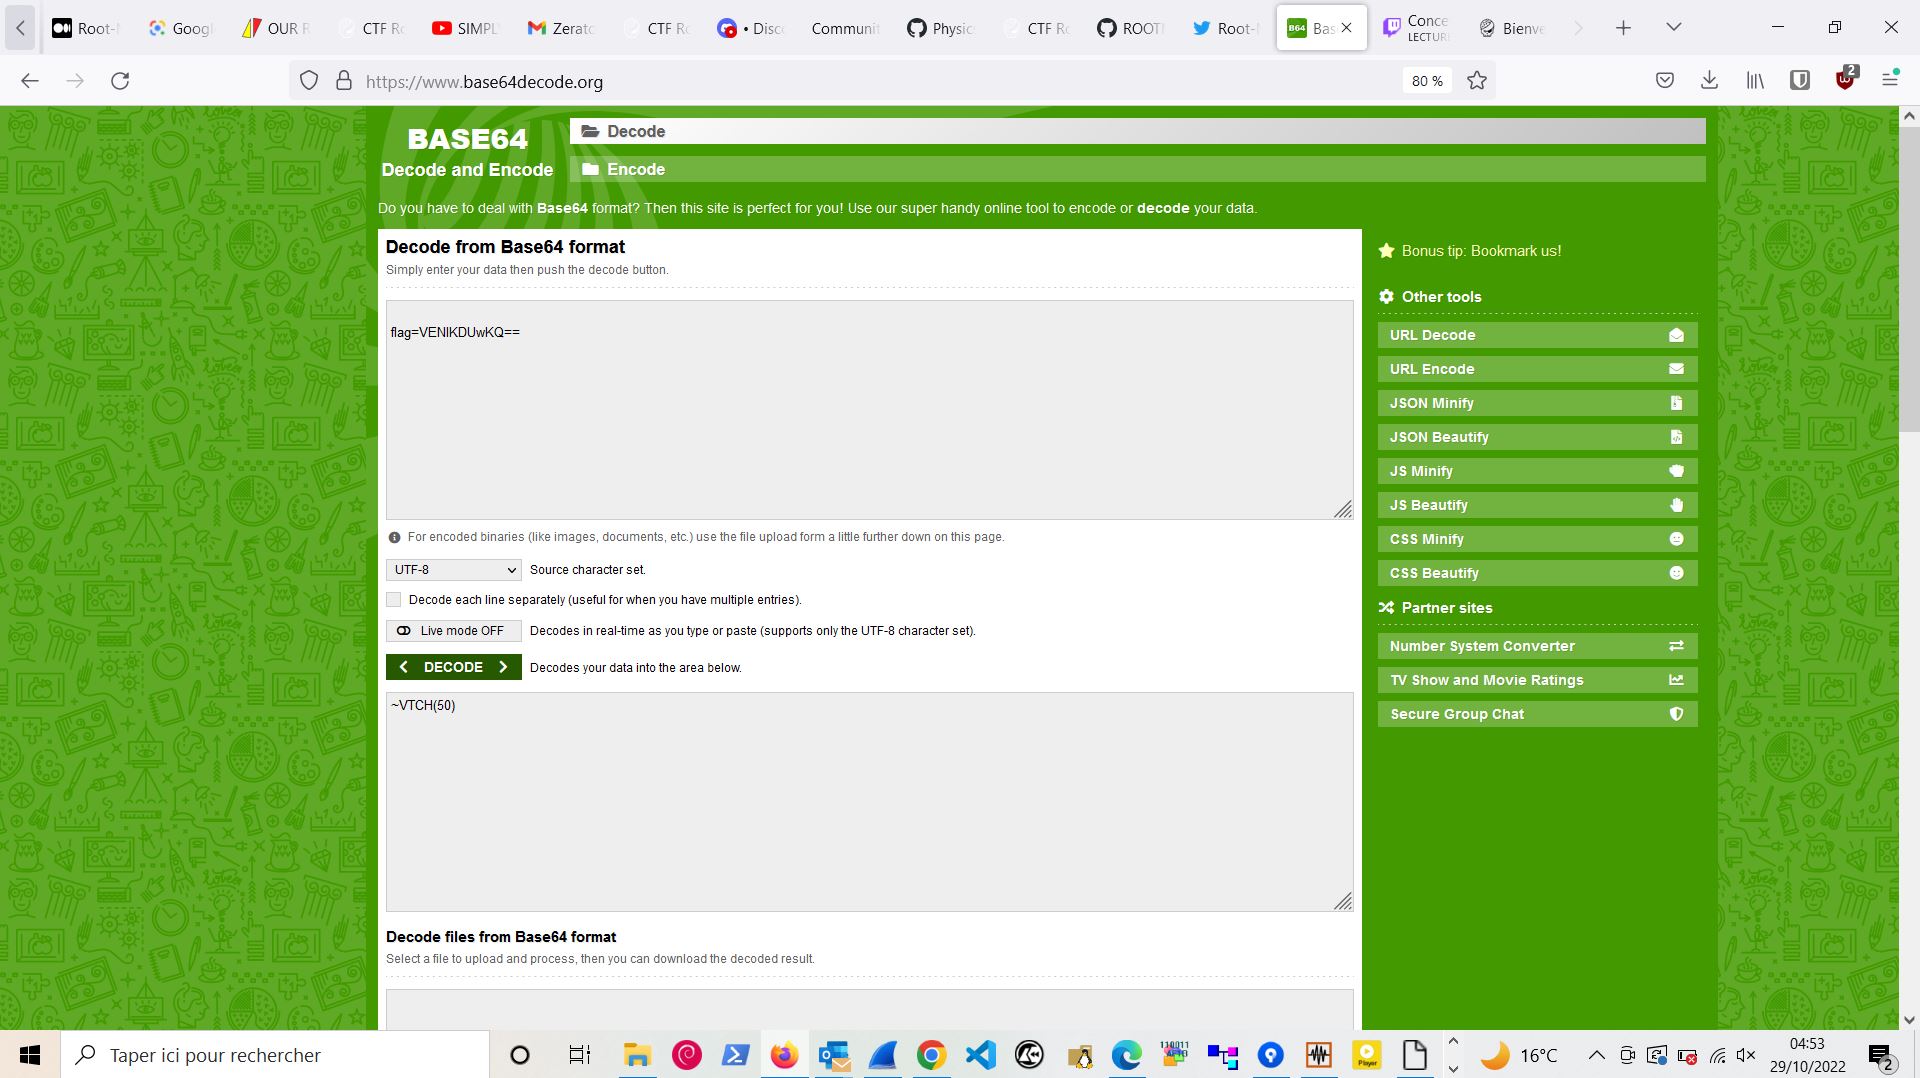 Root-
Googl
OUR R
CTF Ro
SIMPL
Zerato
CTF Ro
• Disc
Communit
Physic
CTF Ro
ROOT
Root-
B64 Bas
Conce
LECTURE
Bienve
https://www.base64decode.org
80 %
2
BASE64
Decode and Encode
Decode
Encode
Do you have to deal with Base64 format? Then this site is perfect for you! Use our super handy online tool to encode or decode your data.
Decode from Base64 format
Simply enter your data then push the decode button.
flag=VENIKDUwKQ==
For encoded binaries (like images, documents, etc.) use the file upload form a little further down on this page.
UTF-8 Source character set.
Decode each line separately (useful for when you have multiple entries).
Live mode OFF Decodes in real-time as you type or paste (supports only the UTF-8 character set).
DECODE Decodes your data into the area below.
~VTCH(50)
Decode files from Base64 format
Select a file to upload and process, then you can download the decoded result.
Bonus tip: Bookmark us!
Other tools
URL Decode
URL Encode
JSON Minify
JSON Beautify
JS Minify
JS Beautify
CSS Minify
CSS Beautify
Partner sites
Number System Converter
TV Show and Movie Ratings
Secure Group Chat
Taper ici pour rechercher
110011
Player
16°C
04:53
29/10/2022
2